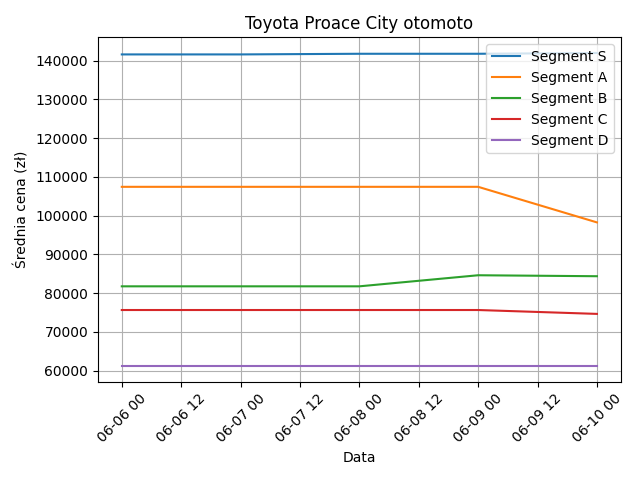 Toyota Proace City otomoto
Segment S
Segment A
Segment B
Segment C
Segment D
140000
130000
120000
110000
100000
90000
80000
70000
60000
Średnia cena (zł)
06-06 00
06-06 12
06-07 00
06-07 12
06-08 00
06-08 12
06-09 00
06-09 12
06-10 00
Data